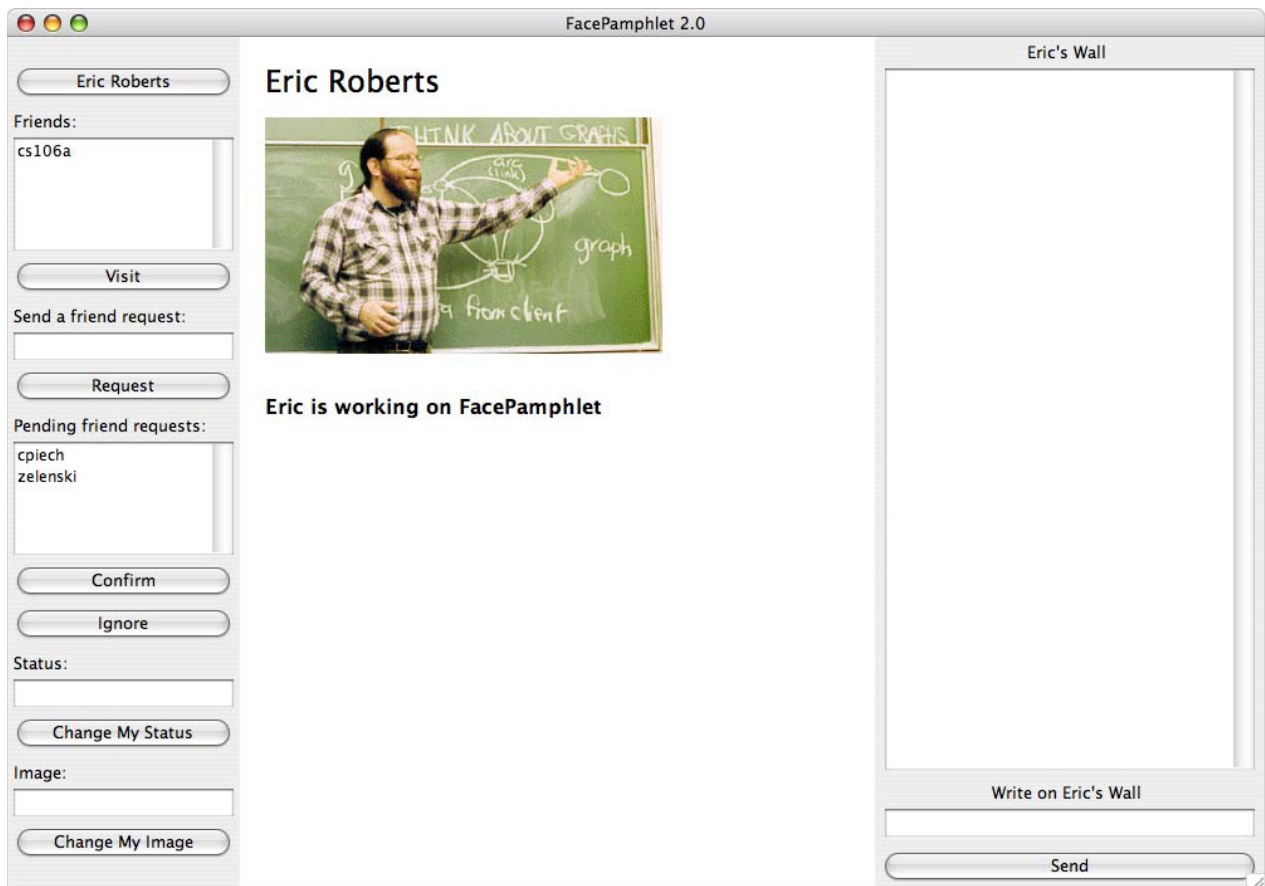 FacePamphlet 2.0
Eric Roberts
Friends:
cs106a
Visit
Send a friend request:
Request
Pending friend requests:
cpiech
zelenski
Confirm
Ignore
Status:
Change My Status
Image:
Change My Image
Eric Roberts
THINK ABOUT GRAPHS
arc
(link)
graph
from client
Eric is working on FacePamphlet
Eric's Wall
Write on Eric's Wall
Send